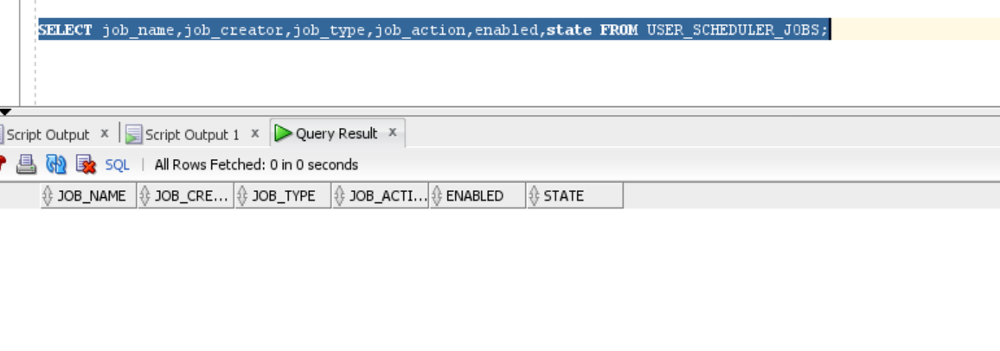 SELECT job_name,job_creator,job_type,job_action,enabled,state FROM USER_SCHEDULER_JOBS;
Script Output x Script Output 1 x Query Result x
SQL | All Rows Fetched: 0 in 0 seconds
JOB_NAME JOB_CRE... JOB_TYPE JOB_ACTI... ENABLED STATE